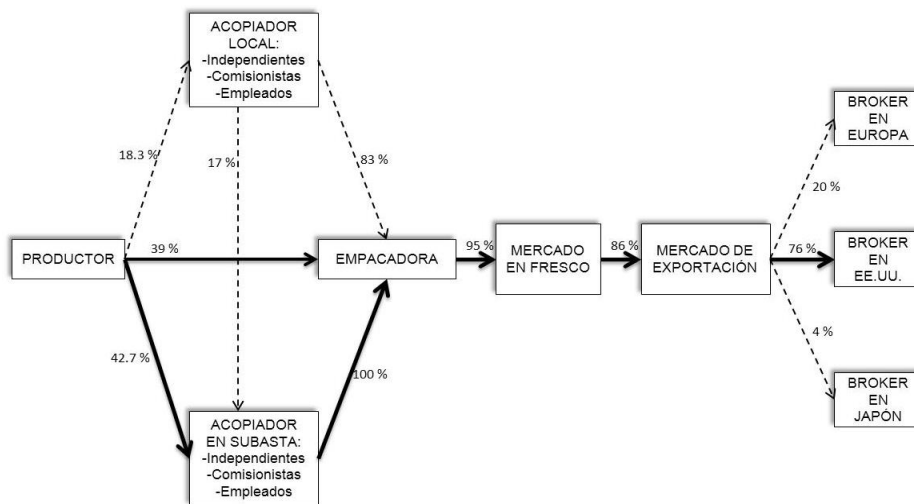 ACOPIADOR
LOCAL:
-Independientes
-Comisionistas
-Empleados
18.3 %
17 %
83 %
PRODUCTOR
39 %
EMPACADORA
95 %
MERCADO
EN FRESCO
86 %
MERCADO DE
EXPORTACIÓN
76 %
BROKER
EN
EUROPA
20 %
BROKER
EN
EE.UU.
4 %
BROKER
EN
JAPÓN
42.7 %
100 %
ACOPIADOR
EN SUBASTA:
-Independientes
-Comisionistas
-Empleados